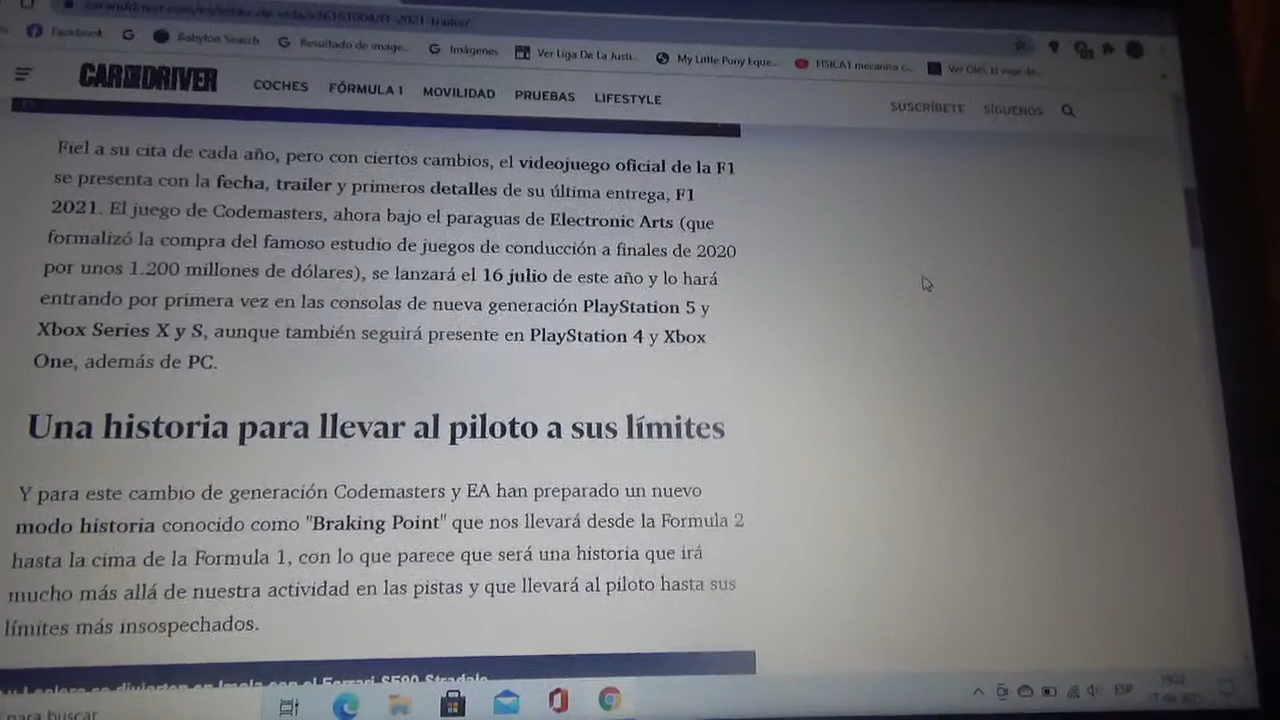 Facebook
Babylon Search
Resultado de image...
Imágenes
Ver Liga De La Justi...
My Little Pony Eque...
FISICA1 mecanita c...
CAR AND DRIVER
COCHES
FÓRMULA 1
MOVILIDAD
PRUEBAS
LIFESTYLE
SUSCRÍBETE
SÍGUENOS
Fiel a su cita de cada año, pero con ciertos cambios, el videojuego oficial de la F1
se presenta con la fecha, trailer y primeros detalles de su última entrega, F1
2021. El juego de Codemasters, ahora bajo el paraguas de Electronic Arts (que
formalizó la compra del famoso estudio de juegos de conducción a finales de 2020
por unos 1.200 millones de dólares), se lanzará el 16 julio de este año y lo hará
entrando por primera vez en las consolas de nueva generación PlayStation 5 y
Xbox Series X y S, aunque también seguirá presente en PlayStation 4 y Xbox
One, además de PC.
Una historia para llevar al piloto a sus límites
Y para este cambio de generación Codemasters y EA han preparado un nuevo
modo historia conocido como "Braking Point" que nos llevará desde la Formula 2
hasta la cima de la Formula 1, con lo que parece que será una historia que irá
mucho más allá de nuestra actividad en las pistas y que llevará al piloto hasta sus
límites más insospechados.
se divierten en Imola con el Ferrari SF90 Stradale
para buscar
ESP